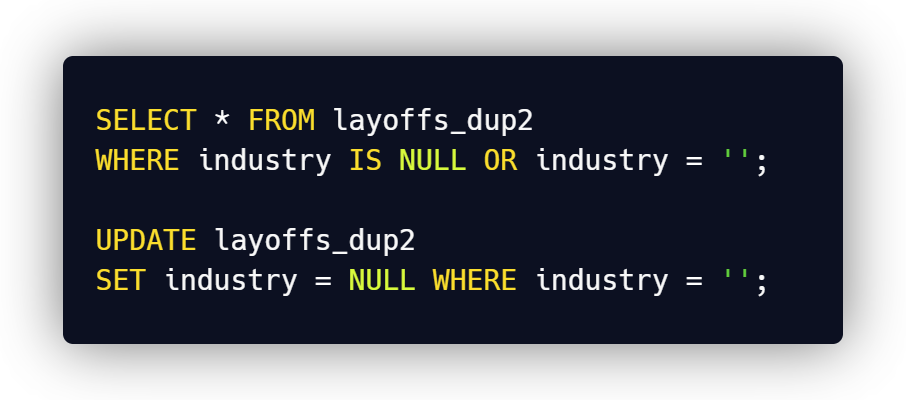 SELECT * FROM layoffs_dup2
WHERE industry IS NULL OR industry = '';
UPDATE layoffs_dup2
SET industry = NULL WHERE industry = '';